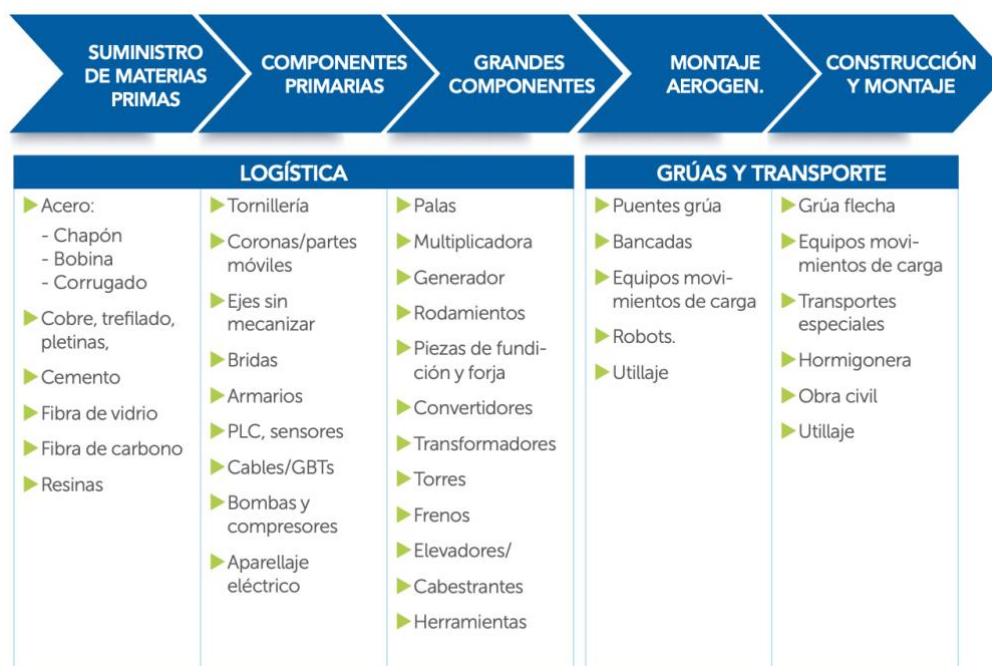 SUMINISTRO
DE MATERIAS
PRIMAS
COMPONENTES
PRIMARIAS
GRANDES
COMPONENTES
MONTAJE
AEROGEN.
CONSTRUCCIÓN
Y MONTAJE
LOGÍSTICA
Acero:
- Chapón
- Bobina
- Corrugado
Cobre, trefilado,
pletinas,
Cemento
Fibra de vidrio
Fibra de carbono
Resinas
Tornillería
Coronas/partes
móviles
Ejes sin
mecanizar
Bridas
Armarios
PLC, sensores
Cables/GBTs
Bombas y
compresores
Aparellaje
eléctrico
Palas
Multiplicadora
Generador
Rodamientos
Piezas de fundi-
ción y forja
Convertidores
Transformadores
Torres
Frenos
Elevadores/
Cabestrantes
Herramientas
GRÚAS Y TRANSPORTE
Puentes grúa
Bancadas
Equipos movi-
mientos de carga
Robots.
Utillaje
Grúa flecha
Equipos movi-
mientos de carga
Transportes
especiales
Hormigonera
Obra civil
Utillaje